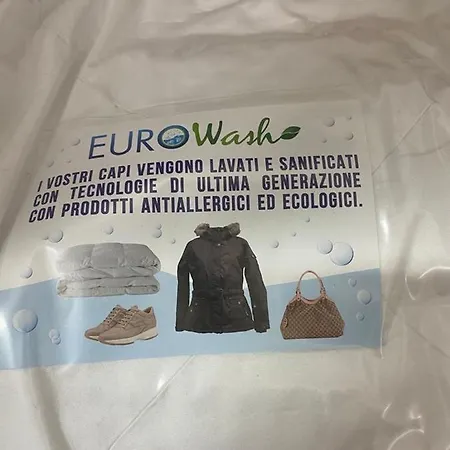 EUROWash
I VOSTRI CAPI VENGONO LAVATI E SANIFICATI
CON TECNOLOGIE DI ULTIMA GENERAZIONE
CON PRODOTTI ANTIALLERGICI ED ECOLOGICI.